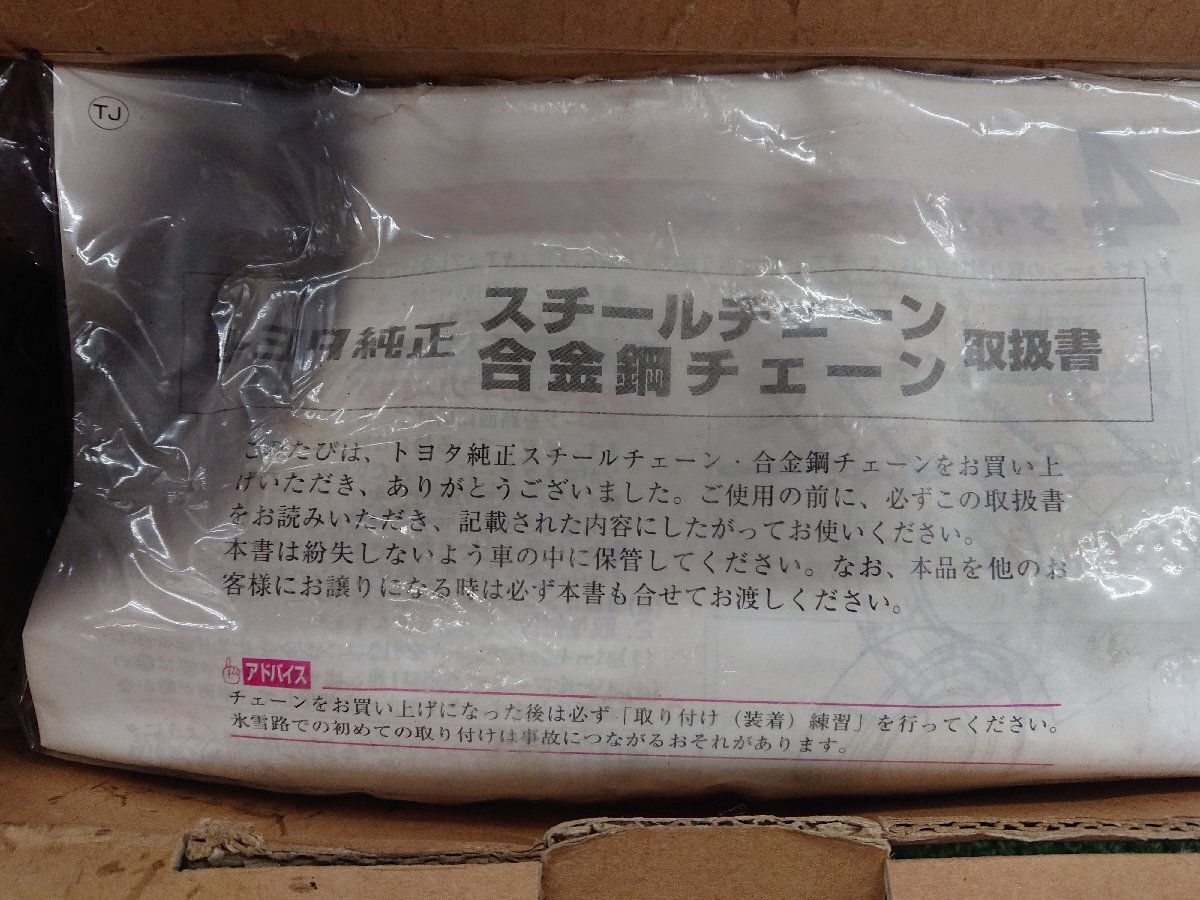 TJ
トヨタ純正 スチールチェーン 合金鋼チェーン 取扱書
このたびは、トヨタ純正スチールチェーン・合金鋼チェーンをお買い上
げいただき、ありがとうございました。ご使用の前に、必ずこの取扱書
をお読みいただき、記載された内容にしたがってお使いください。
本書は紛失しないよう車の中に保管してください。なお、本品を他のお
客様にお譲りになる時は必ず本書も合せてお渡しください。
アドバイス
チェーンをお買い上げになった後は必ず「取り付け（装着）練習」を行ってください。
氷雪路での初めての取り付けは事故につながるおそれがあります。